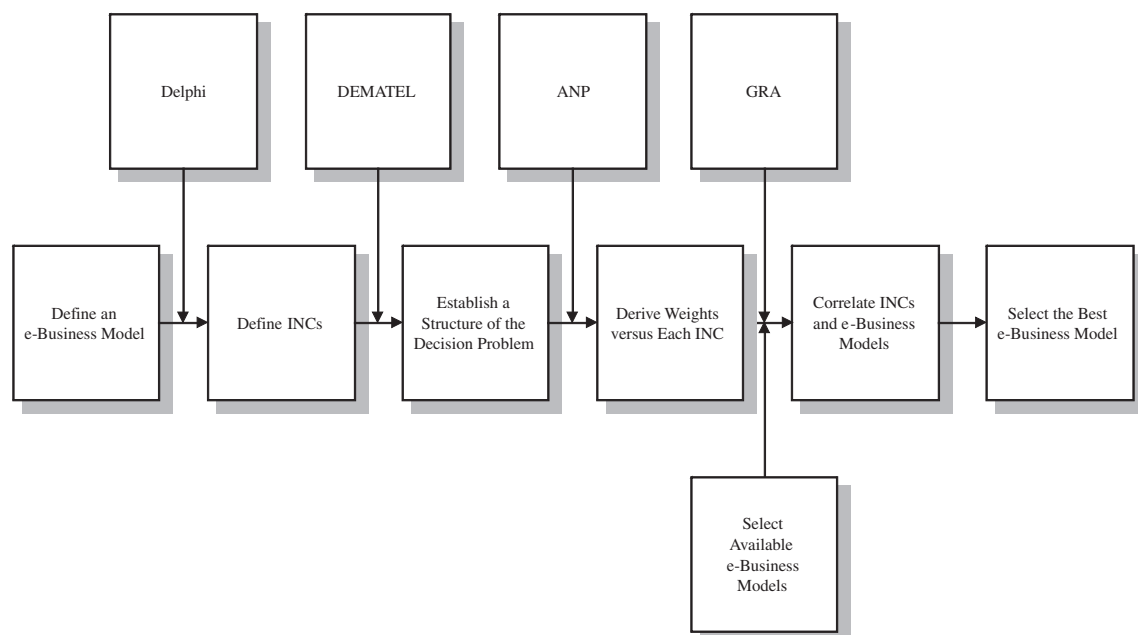 Delphi
DEMATEL
ANP
GRA
Define an
e-Business Model
Define INCs
Establish a
Structure of the
Decision Problem
Derive Weights
versus Each INC
Correlate INCs
and e-Business
Models
Select the Best
e-Business Model
Select
Available
e-Business
Models